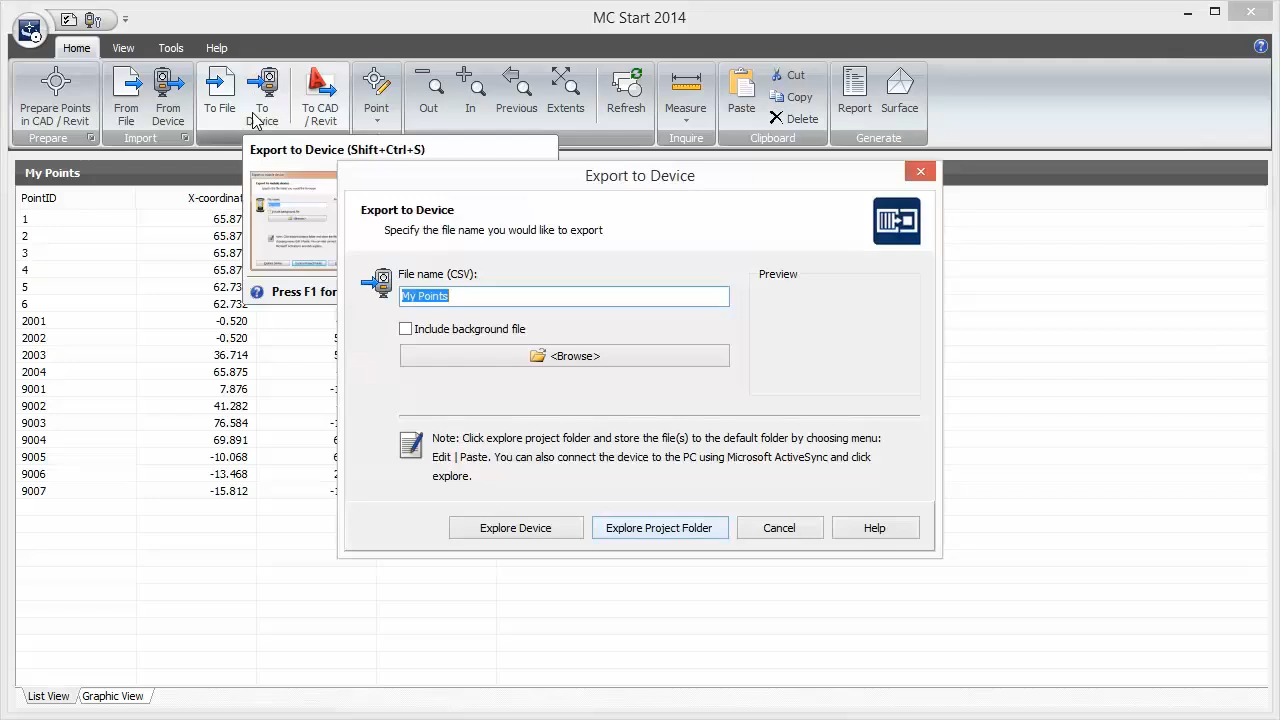 MC Start 2014
Home View Tools Help
Prepare Points in CAD / Revit
From File
From Device
To File
To Device
To CAD / Revit
Point
Out
In
Previous
Extents
Refresh
Measure
Paste
Cut
Copy
Delete
Report
Surface
Prepare
Import
Inquire
Clipboard
Generate
My Points
Export to Device (Shift+Ctrl+S)
Press F1 for
PointID X-coordinat
65.87
2 65.87
3 65.87
65.87
5 62.73
6 62.73
2001 -0.520
2002 -0.520 5
2003 36.714 5
2004 65.875
9001 7.876 -1
9002 41.282
9003 76.584 -1
9004 69.891 6
9005 -10.068 6
9006 -13.468 2
9007 -15.812 -1
Export to Device
Export to Device
Specify the file name you would like to export
File name (CSV):
My Points
Include background file
<Browse>
Preview
Note: Click explore project folder and store the file(s) to the default folder by choosing menu:
Edit | Paste. You can also connect the device to the PC using Microsoft ActiveSync and click
explore.
Explore Device
Explore Project Folder
Cancel
Help
List View Graphic View